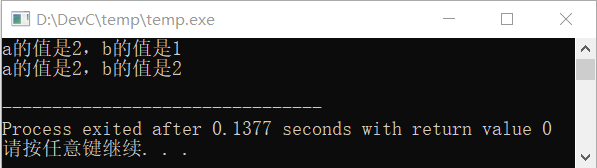 D:\DevC\temp\temp.exe
a的值是2，b的值是1
a的值是2，b的值是2
--------------------------------
Process exited after 0.1377 seconds with return value 0
请按任意键继续. . .